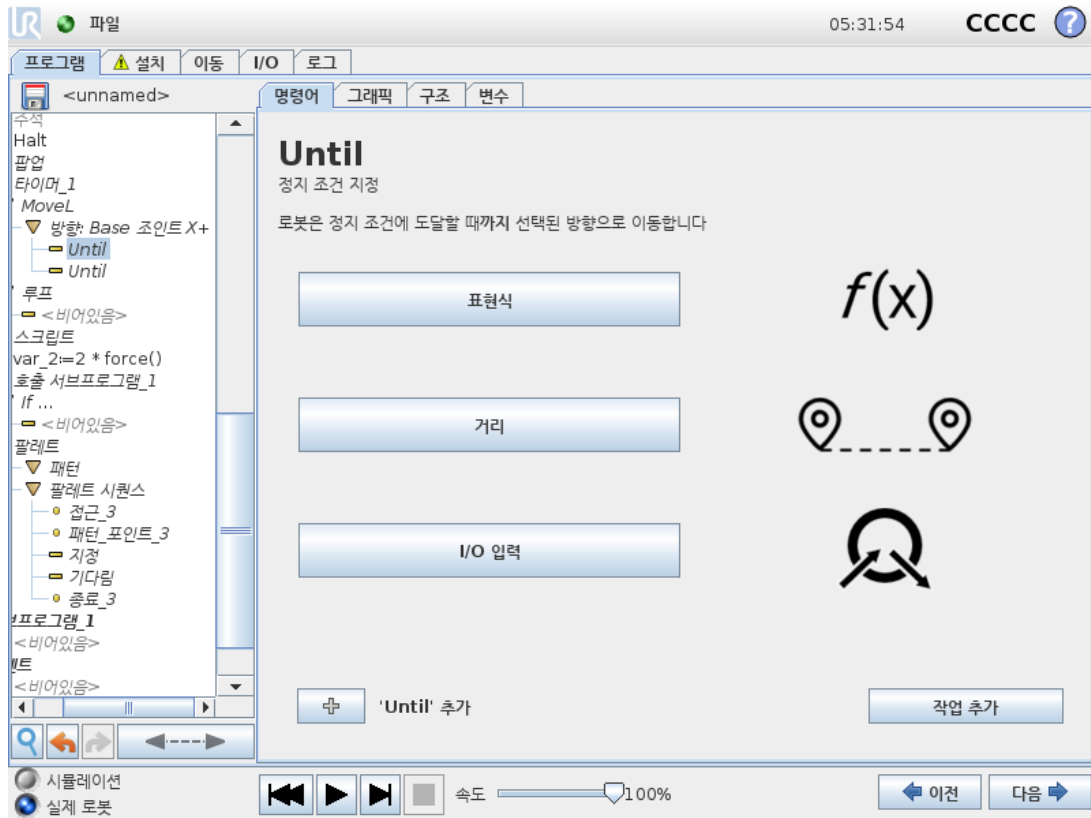 UR 파일 05:31:54 CCCC ?
프로그램 설치 이동 I/O 로그
<unnamed>
명령어 그래픽 구조 변수
주석
Halt
팝업
타이머_1
MoveL
방향: Base 조인트 X+
Until
Until
루프
<비어있음>
스크립트
var_2:=2 * force()
호출 서브프로그램_1
If ...
<비어있음>
팔레트
패턴
팔레트 시퀀스
접근_3
패턴_포인트_3
지정
기다림
종료_3
브프로그램_1
<비어있음>
<비어있음>
Until
정지 조건 지정
로봇은 정지 조건에 도달할 때까지 선택된 방향으로 이동합니다
표현식 f(x)
거리
I/O 입력
'Until' 추가
작업 추가
시뮬레이션
실제 로봇
속도 100%
이전 다음